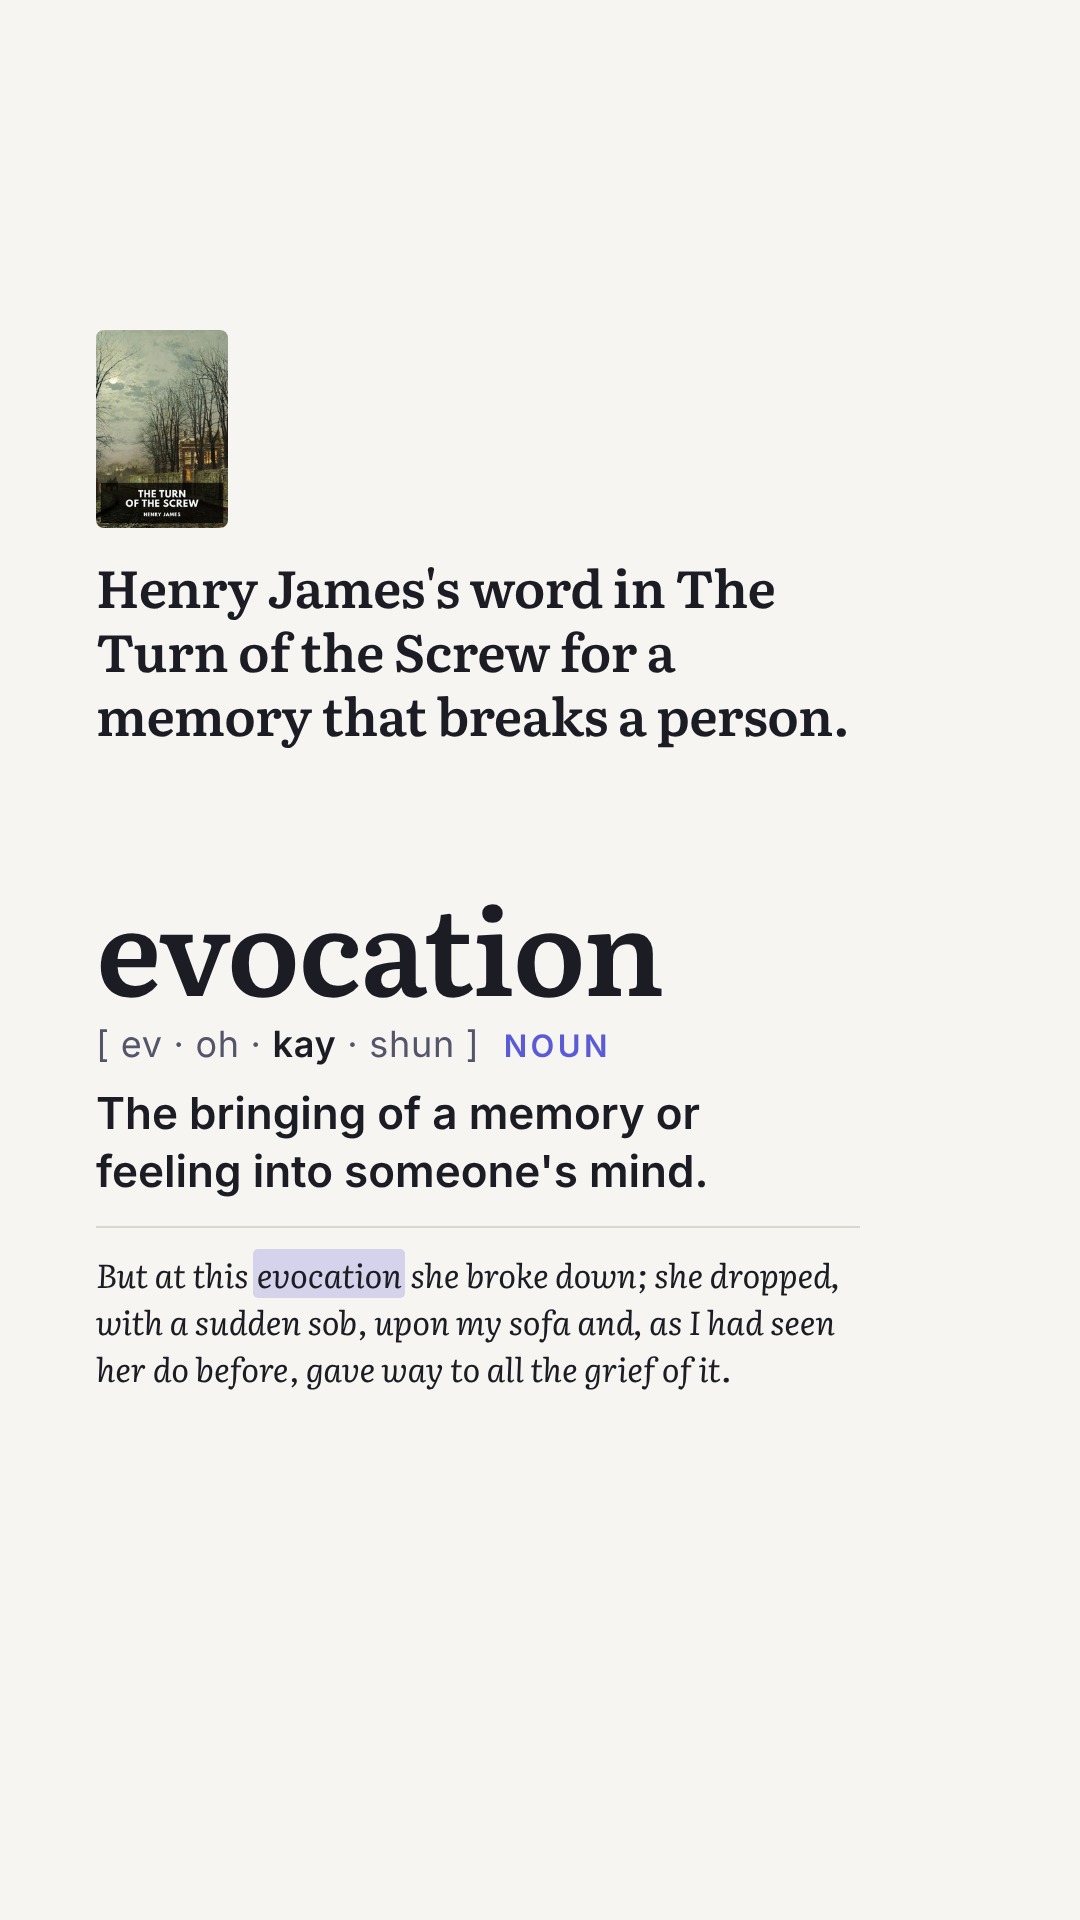 THE TURN
OF THE SCREW
HENRY JAMES
Henry James's word in The
Turn of the Screw for a
memory that breaks a person.
evocation
[ ev · oh · kay · shun ] NOUN
The bringing of a memory or
feeling into someone's mind.
But at this evocation she broke down; she dropped,
with a sudden sob, upon my sofa and, as I had seen
her do before, gave way to all the grief of it.